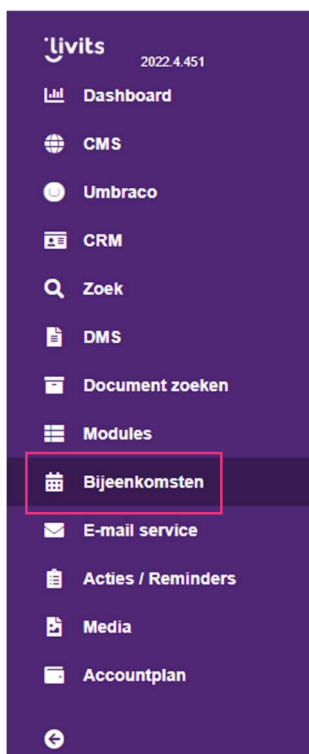 livits
2022.4.451
Dashboard
CMS
Umbraco
CRM
Zoek
DMS
Document zoeken
Modules
Bijeenkomsten
E-mail service
Acties / Reminders
Media
Accountplan